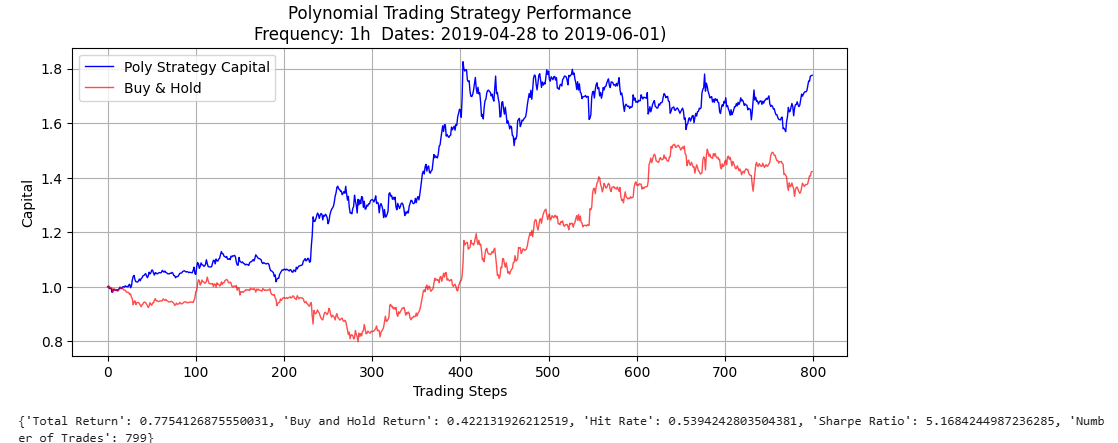 Polynomial Trading Strategy Performance
Frequency: 1h  Dates: 2019-04-28 to 2019-06-01)
Poly Strategy Capital
Buy & Hold
Capital
1.8
1.6
1.4
1.2
1.0
0.8
0 100 200 300 400 500 600 700 800
Trading Steps
{'Total Return': 0.7754126875550031, 'Buy and Hold Return': 0.422131926212519, 'Hit Rate': 0.5394242803504381, 'Sharpe Ratio': 5.1684244987236285, 'Numb
er of Trades': 799}